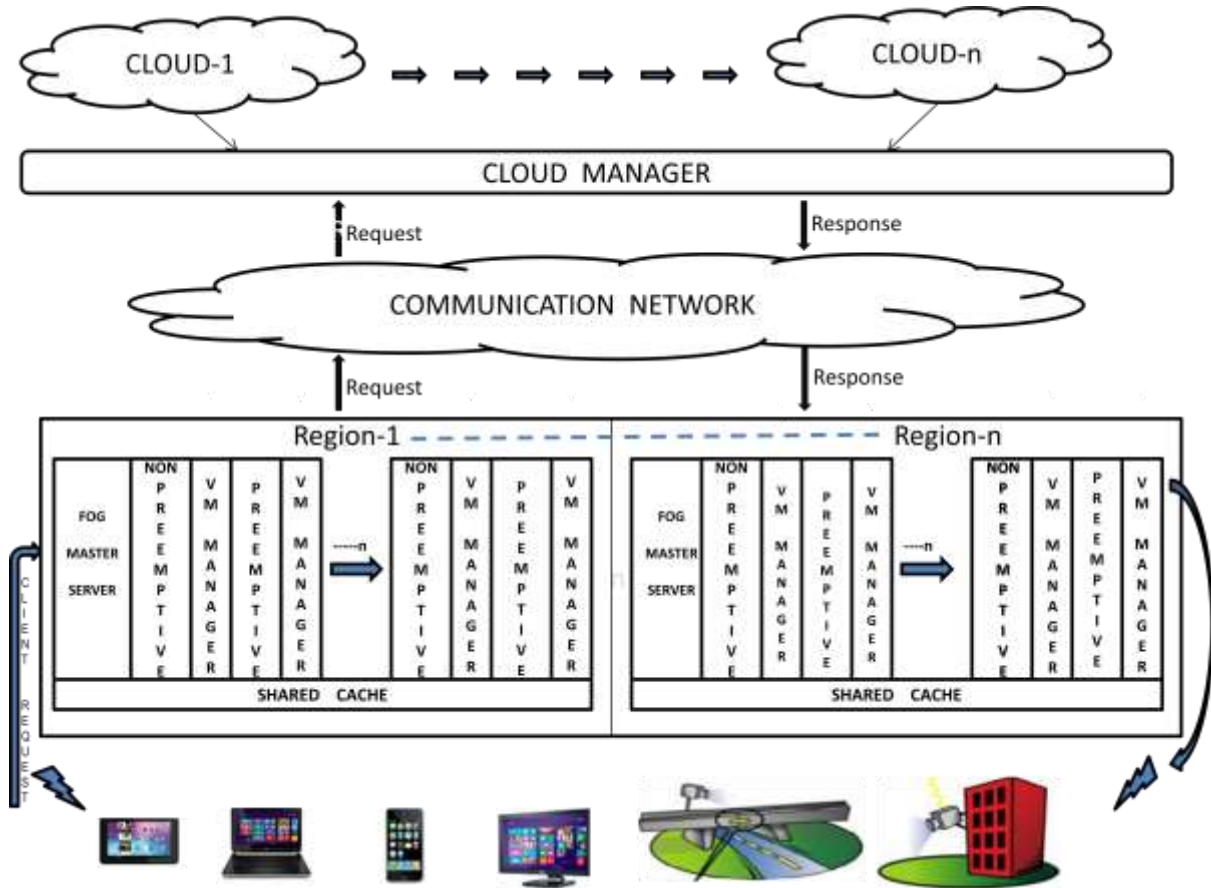 CLOUD-1
CLOUD-n
CLOUD MANAGER
Request
Response
COMMUNICATION NETWORK
Request
Response
Region-1
Region-n
FOG
MASTER
SERVER
NON
PREEMPTIVE
VM MANAGER
PREEMPTIVE
VM MANAGER
-----n
NON
PREEMPTIVE
VM MANAGER
PREEMPTIVE
VM MANAGER
SHARED CACHE
FOG
MASTER
SERVER
NON
PREEMPTIVE
VM MANAGER
PREEMPTIVE
VM MANAGER
----n
NON
PREEMPTIVE
VM MANAGER
PREEMPTIVE
VM MANAGER
SHARED CACHE
CLIENT REQUEST